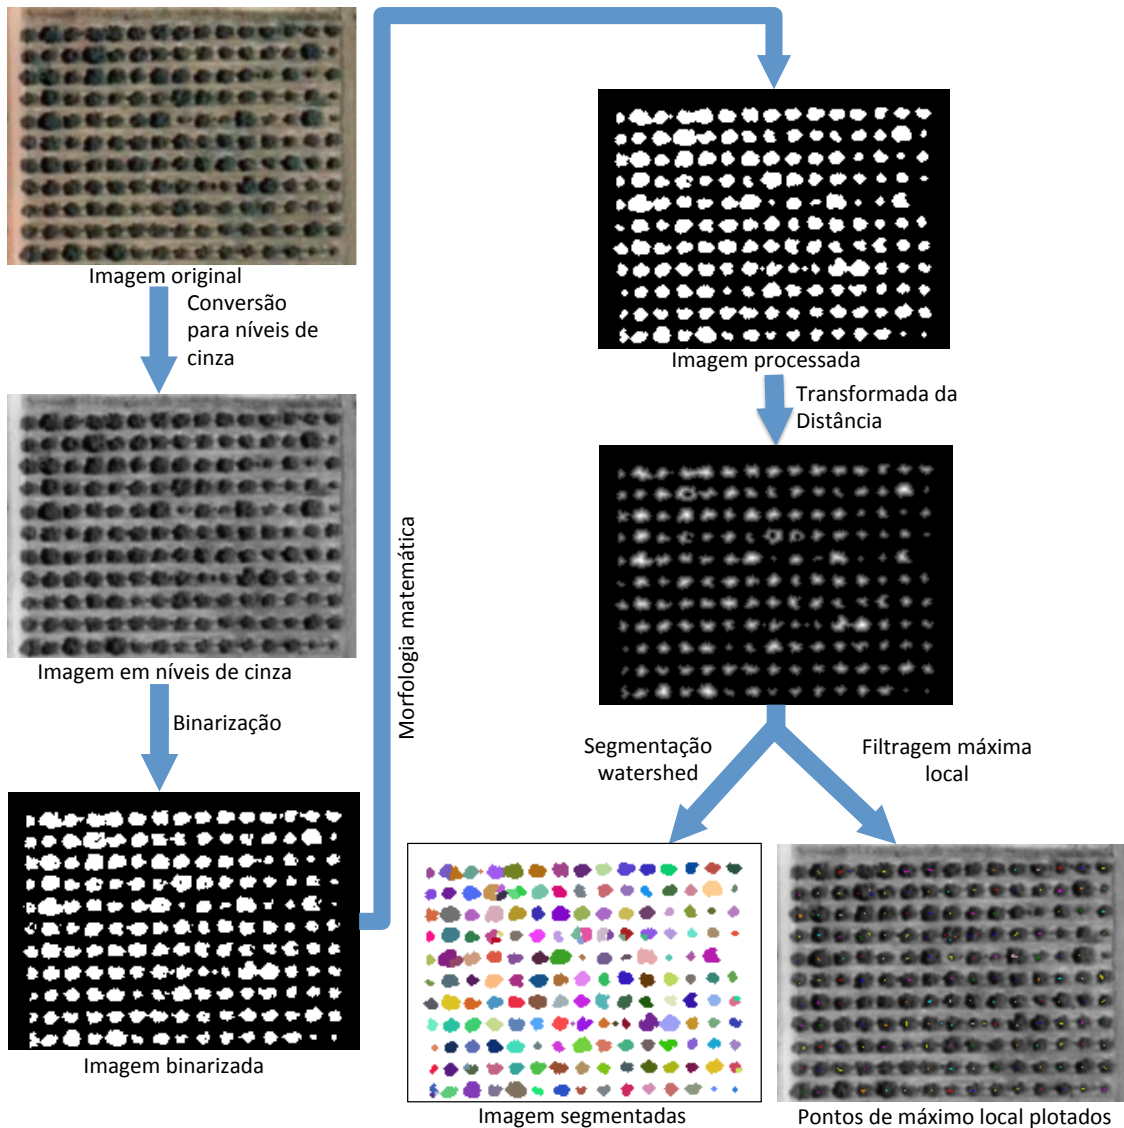 Imagem original
Conversão
para níveis de
cinza
Imagem em níveis de cinza
Binarização
Imagem binarizada
Morfologia matemática
Imagem processada
Transformada da
Distância
Segmentação
watershed
Filtragem máxima
local
Imagem segmentadas
Pontos de máximo local plotados